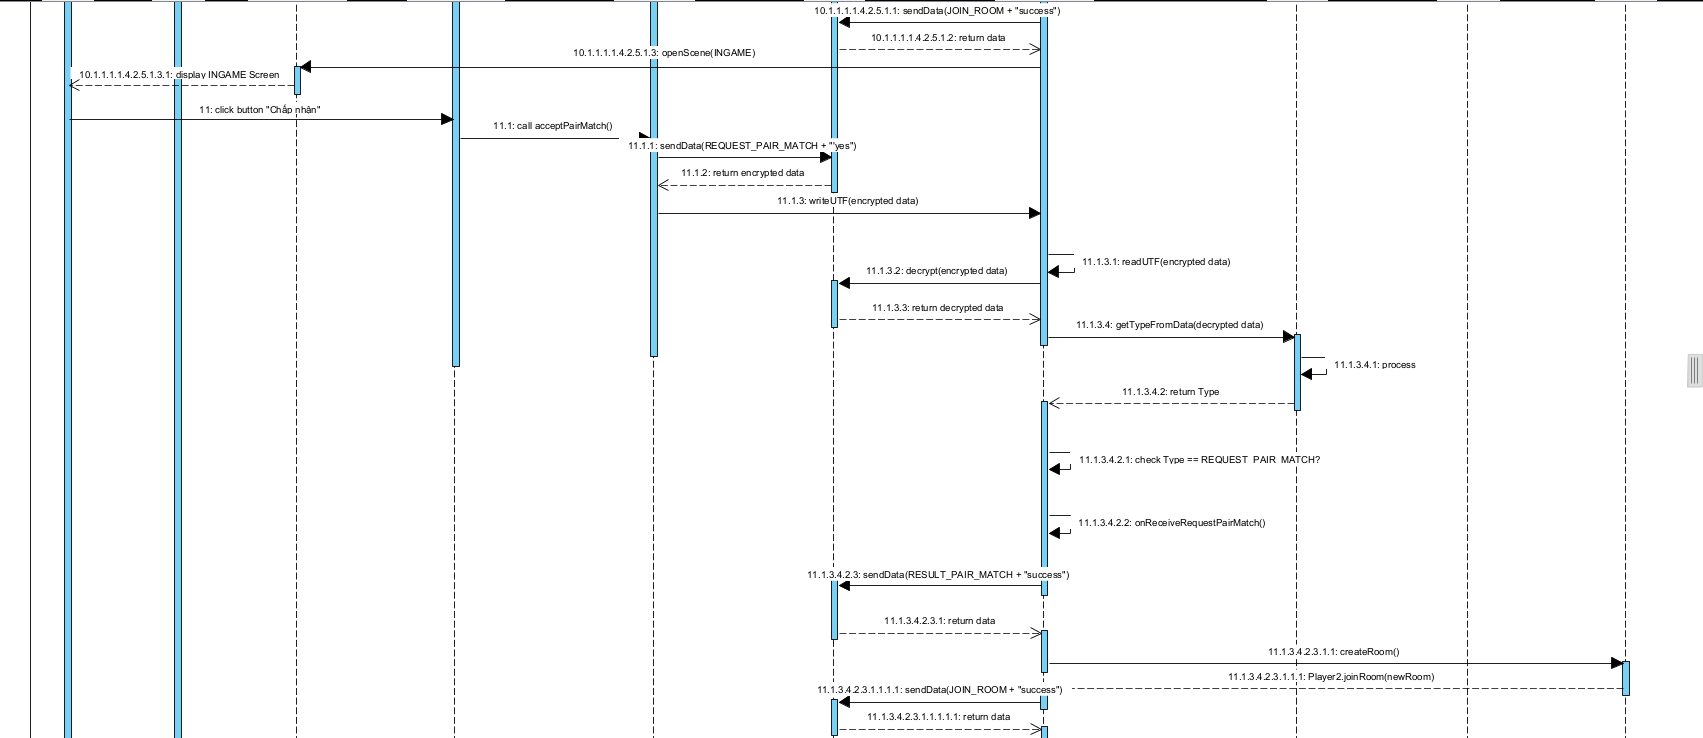 10.1.1.1.1.4.2.5.1.1: sendData(JOIN_ROOM + "success")
10.1.1.1.1.4.2.5.1.2: return data
10.1.1.1.1.4.2.5.1.3: openScene(INGAME)
10.1.1.1.1.4.2.5.1.3.1: display INGAME Screen
11: click button "Chấp nhận"
11.1: call acceptPairMatch()
11.1.1: sendData(REQUEST_PAIR_MATCH + "'yes")
11.1.2: return encrypted data
11.1.3: writeUTF(encrypted data)
11.1.3.1: readUTF(encrypted data)
11.1.3.2: decrypt(encrypted data)
11.1.3.3: return decrypted data
11.1.3.4: getTypeFromData(decrypted data)
11.1.3.4.1: process
11.1.3.4.2: return Type
11.1.3.4.2.1: check Type == REQUEST_PAIR_MATCH?
11.1.3.4.2.2: onReceiveRequestPairMatch()
11.1.3.4.2.3: sendData(RESULT_PAIR_MATCH + "success")
11.1.3.4.2.3.1: return data
11.1.3.4.2.3.1.1: createRoom()
11.1.3.4.2.3.1.1.1: Player2.joinRoom(newRoom)
11.1.3.4.2.3.1.1.1.1: sendData(JOIN_ROOM + "success")
11.1.3.4.2.3.1.1.1.1.1: return data